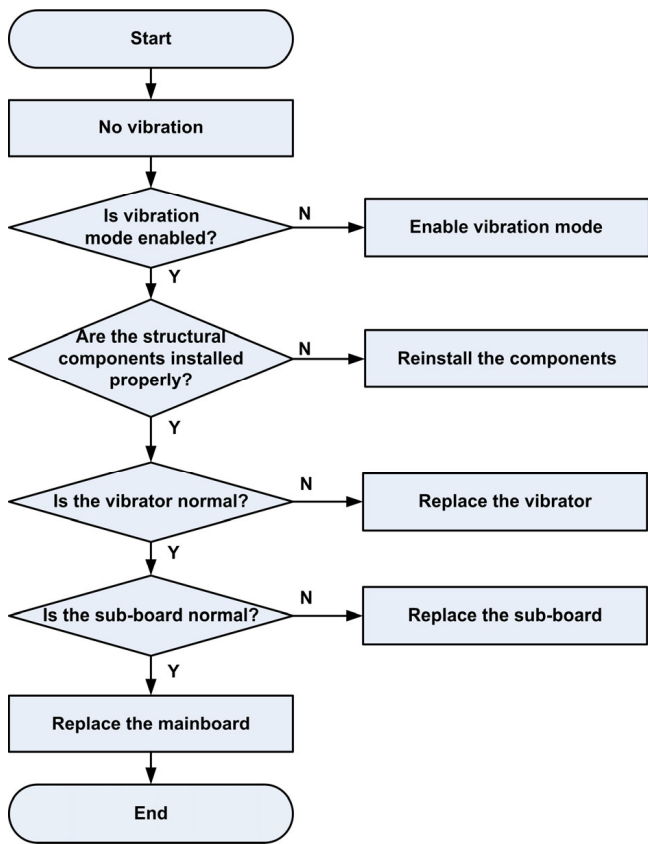 Start
No vibration
Is vibration
mode enabled?
N
Enable vibration mode
Y
Are the structural
components installed
properly?
N
Reinstall the components
Y
Is the vibrator normal?
N
Replace the vibrator
Y
Is the sub-board normal?
N
Replace the sub-board
Y
Replace the mainboard
End